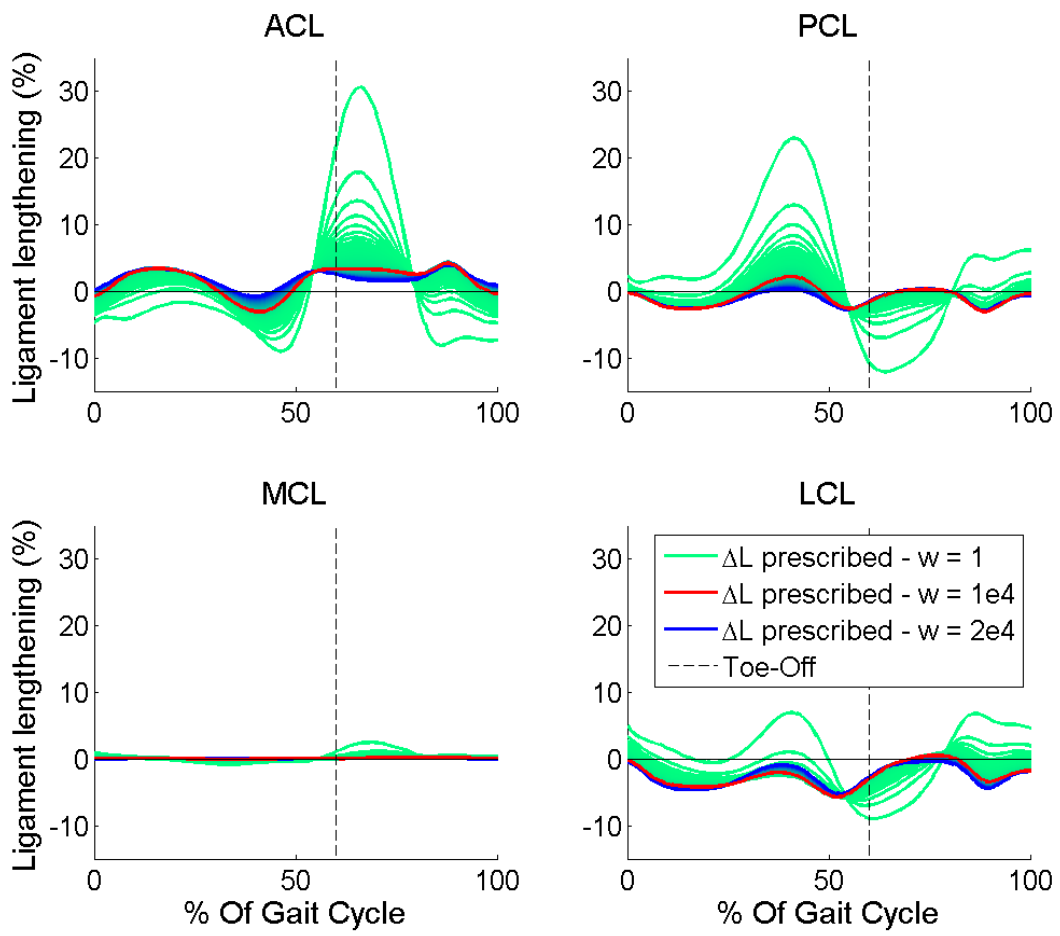 ACL
Ligament lengthening (%)
30
20
10
0
-10
0
50
100
PCL
30
20
10
0
-10
0
50
100
MCL
Ligament lengthening (%)
30
20
10
0
-10
0
50
100
% Of Gait Cycle
LCL
ΔL prescribed - w = 1
ΔL prescribed - w = 1e4
ΔL prescribed - w = 2e4
Toe-Off
30
20
10
0
-10
0
50
100
% Of Gait Cycle